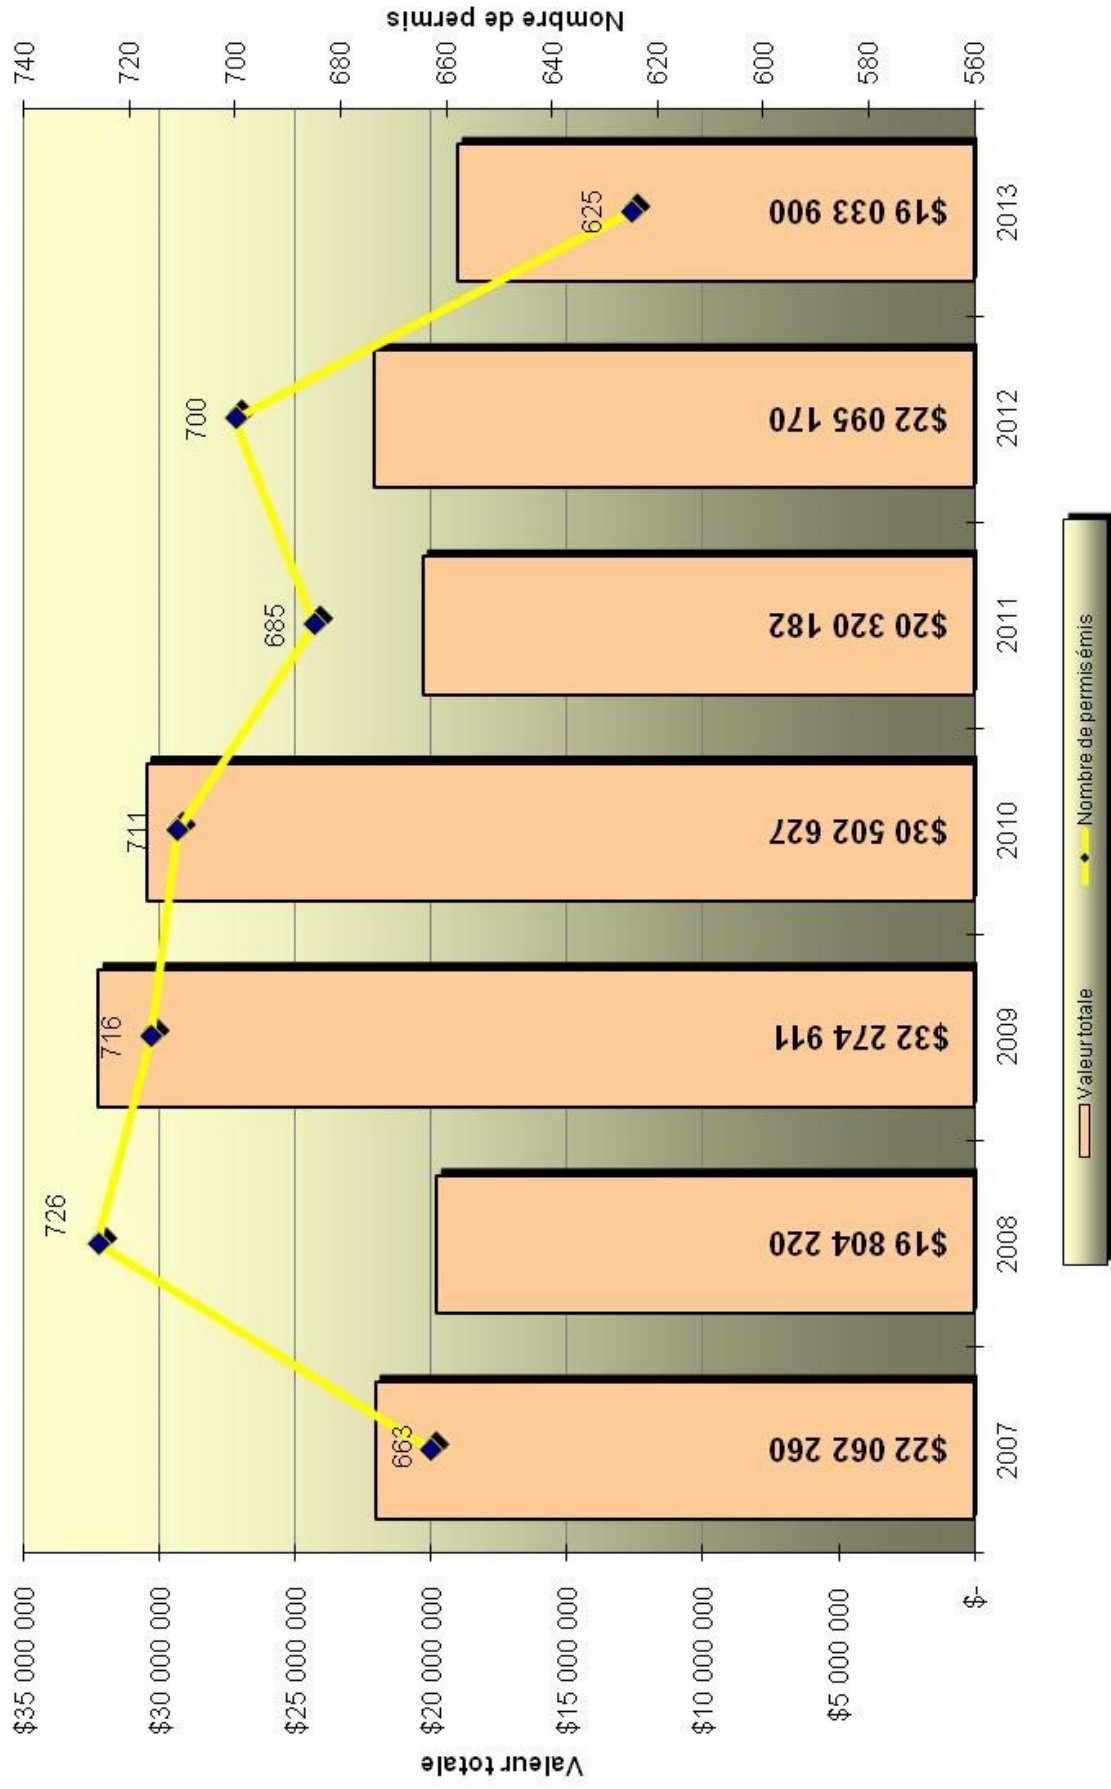 Valeur totale
$35 000 000
$30 000 000
$25 000 000
$20 000 000
$15 000 000
$10 000 000
$5 000 000
$-
726
716
711
700
685
663
625
$22 062 260
$19 804 220
$32 274 911
$30 502 627
$20 320 182
$22 095 170
$19 033 900
2007
2008
2009
2010
2011
2012
2013
740
720
700
680
660
640
620
600
580
560
Nombre de permis
Valeur totale
Nombre de permis émis